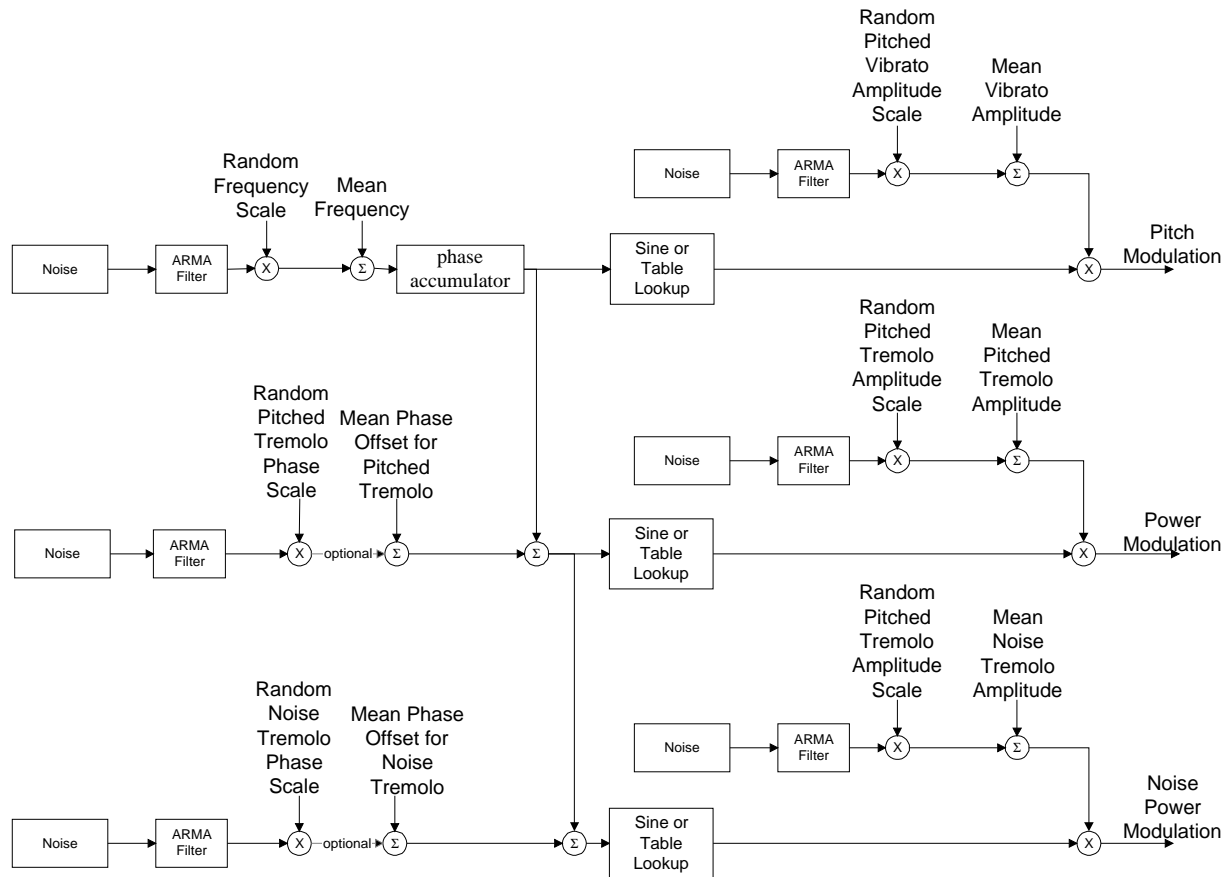 Random
Pitched
Vibrato
Amplitude
Scale
Mean
Vibrato
Amplitude
Noise
ARMA
Filter
X
Σ
Random
Frequency
Scale
Mean
Frequency
Noise
ARMA
Filter
X
Σ
phase
accumulator
Sine or
Table
Lookup
X
Pitch
Modulation
Random
Pitched
Tremolo
Amplitude
Scale
Mean
Pitched
Tremolo
Amplitude
Noise
ARMA
Filter
X
Σ
Random
Pitched
Tremolo
Phase
Scale
Mean Phase
Offset for
Pitched
Tremolo
Noise
ARMA
Filter
X
optional
Σ
Σ
Sine or
Table
Lookup
X
Power
Modulation
Random
Pitched
Tremolo
Amplitude
Scale
Mean
Noise
Tremolo
Amplitude
Noise
ARMA
Filter
X
Σ
Random
Noise
Tremolo
Phase
Scale
Mean Phase
Offset for
Noise
Tremolo
Noise
ARMA
Filter
X
optional
Σ
Σ
Sine or
Table
Lookup
X
Noise
Power
Modulation